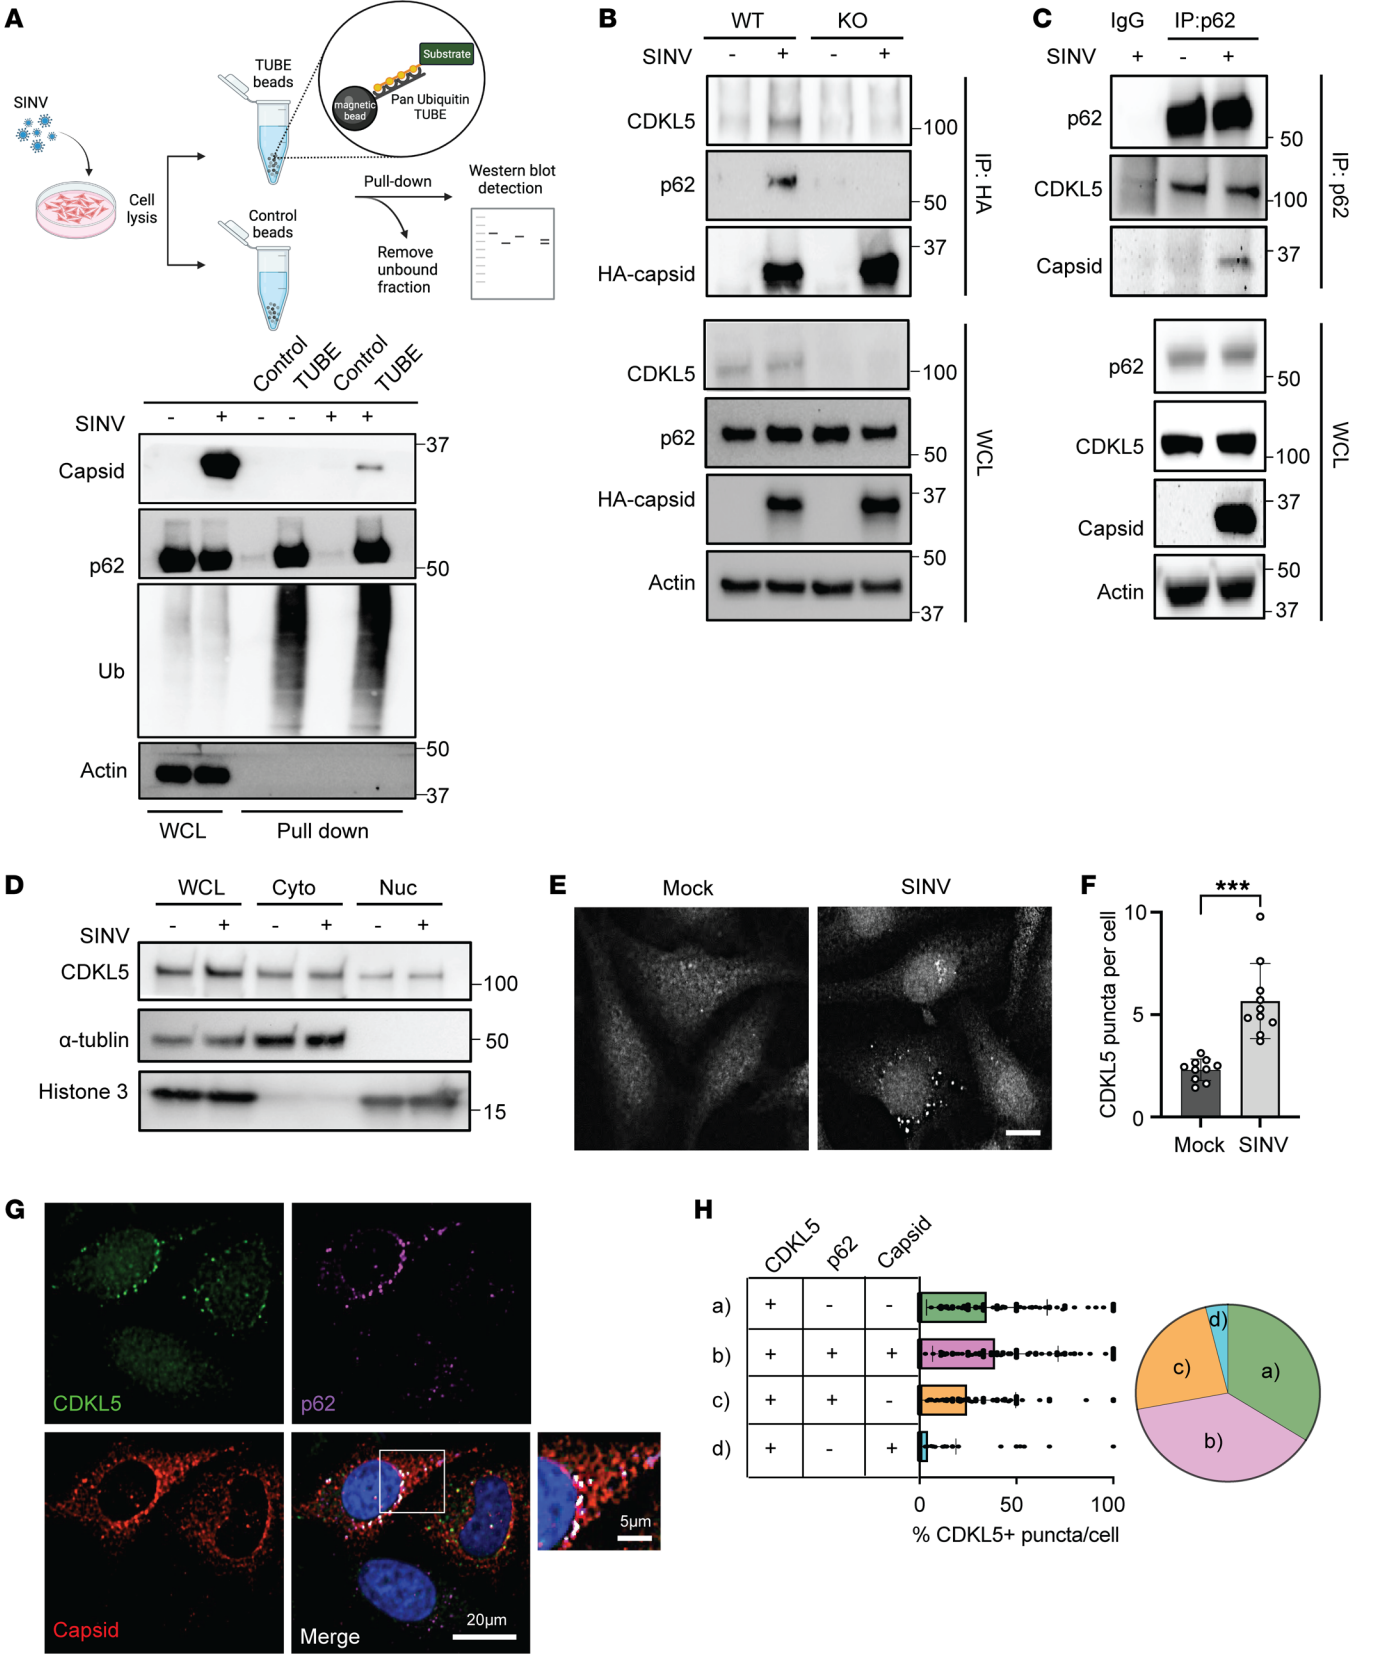 A
SINV
TUBE
beads
Substrate
magnetic
bead
Pan Ubiquitin
TUBE
Cell
lysis
Control
beads
Pull-down
Remove
unbound
fraction
Western blot
detection
Control
TUBE
Control
TUBE
SINV - + - - + +
Capsid 37
p62 50
Ub
Actin 50
37
WCL Pull down
B
WT KO
SINV - + - +
CDKL5 100
p62 50
HA-capsid 37
IP: HA
CDKL5 100
p62 50
HA-capsid 37
Actin 50
37
WCL
C
IgG IP:p62
SINV + - +
p62 50
CDKL5 100
Capsid 37
IP: p62
p62 50
CDKL5 100
Capsid 37
Actin 50
37
WCL
D
WCL Cyto Nuc
SINV - + - + - +
CDKL5 100
α-tublin 50
Histone 3 15
E
Mock SINV
F
***
CDKL5 puncta per cell
10
5
0
Mock SINV
G
CDKL5
p62
Capsid
Merge
20µm
5µm
H
CDKL5 p62 Capsid
a) + - -
b) + + +
c) + + -
d) + - +
0 50 100
% CDKL5+ puncta/cell
d)
a)
c)
b)